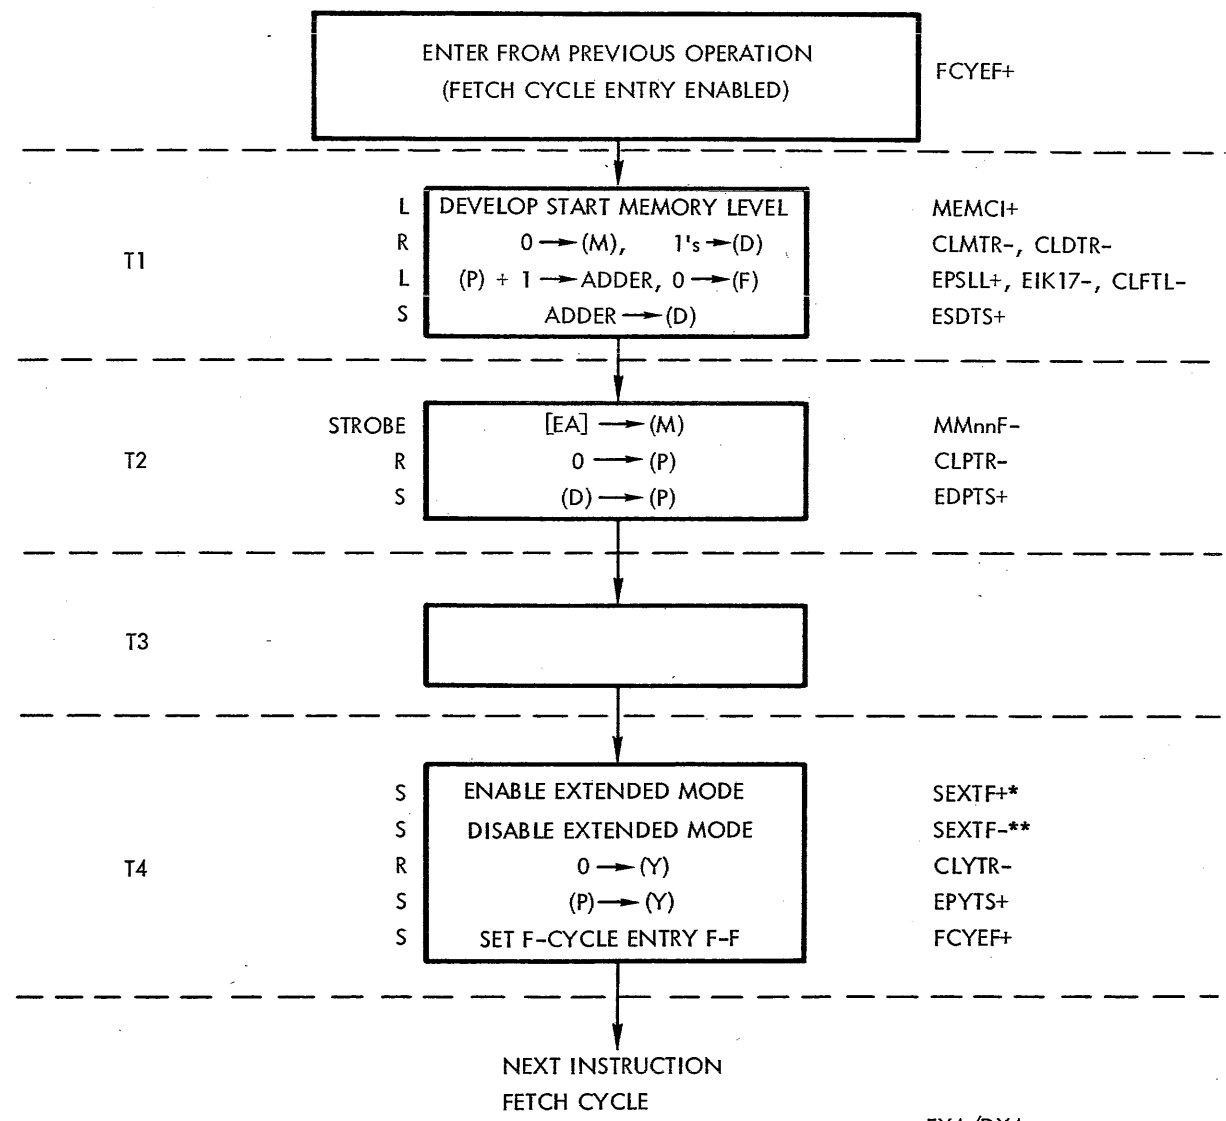 ENTER FROM PREVIOUS OPERATION
(FETCH CYCLE ENTRY ENABLED)
FCYEF+
T1
L DEVELOP START MEMORY LEVEL MEMCI+
R 0 → (M), 1's → (D) CLMTR-, CLDTR-
L (P) + 1 → ADDER, 0 → (F) EPSLL+, EIK17-, CLFTL-
S ADDER → (D) ESDTS+
T2
STROBE [EA] → (M) MMnnF-
R 0 → (P) CLPTR-
S (D) → (P) EDPTS+
T3
T4
S ENABLE EXTENDED MODE SEXTF+*
S DISABLE EXTENDED MODE SEXTF-**
R 0 → (Y) CLYTR-
S (P) → (Y) EPYTS+
S SET F-CYCLE ENTRY F-F FCYEF+
NEXT INSTRUCTION
FETCH CYCLE